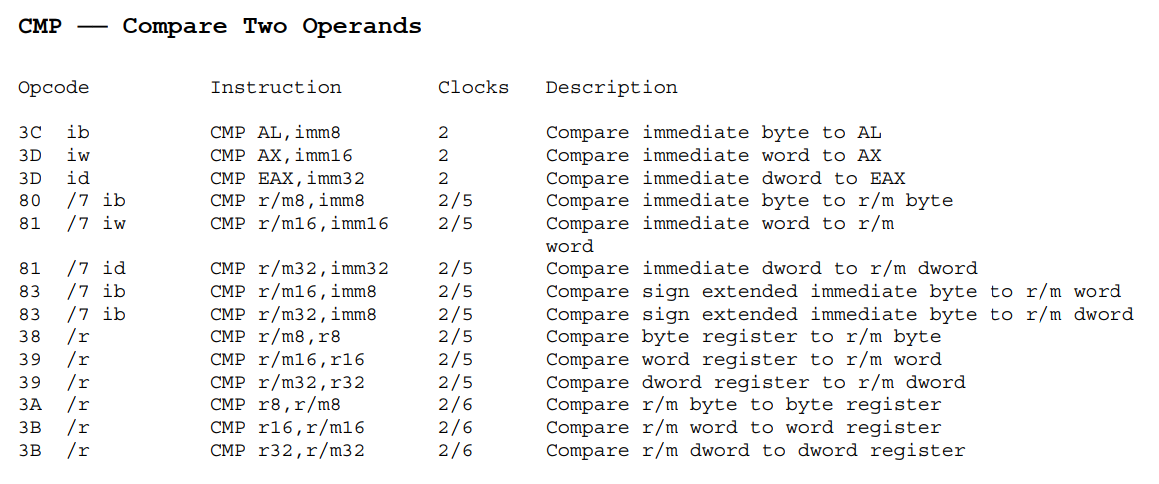 CMP — Compare Two Operands
Opcode Instruction Clocks Description
3C ib CMP AL,imm8 2 Compare immediate byte to AL
3D iw CMP AX,imm16 2 Compare immediate word to AX
3D id CMP EAX,imm32 2 Compare immediate dword to EAX
80 /7 ib CMP r/m8,imm8 2/5 Compare immediate byte to r/m byte
81 /7 iw CMP r/m16,imm16 2/5 Compare immediate word to r/m
word
81 /7 id CMP r/m32,imm32 2/5 Compare immediate dword to r/m dword
83 /7 ib CMP r/m16,imm8 2/5 Compare sign extended immediate byte to r/m word
83 /7 ib CMP r/m32,imm8 2/5 Compare sign extended immediate byte to r/m dword
38 /r CMP r/m8,r8 2/5 Compare byte register to r/m byte
39 /r CMP r/m16,r16 2/5 Compare word register to r/m word
39 /r CMP r/m32,r32 2/5 Compare dword register to r/m dword
3A /r CMP r8,r/m8 2/6 Compare r/m byte to byte register
3B /r CMP r16,r/m16 2/6 Compare r/m word to word register
3B /r CMP r32,r/m32 2/6 Compare r/m dword to dword register